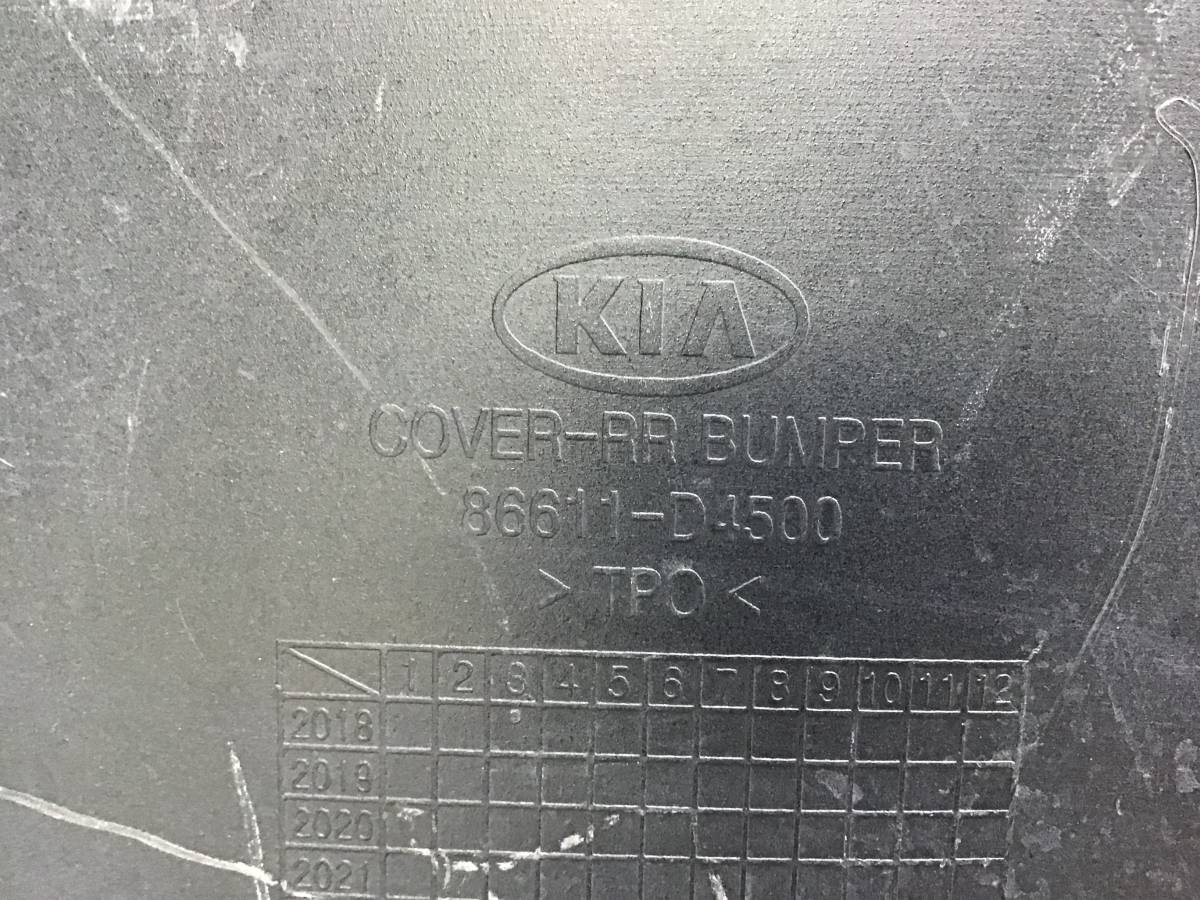 KIA
COVER-RR BUMPER
86611-D4500
> TPO <
1 2 3 4 5 6 7 8 9 10 11 12
2018
2019
2020
2021